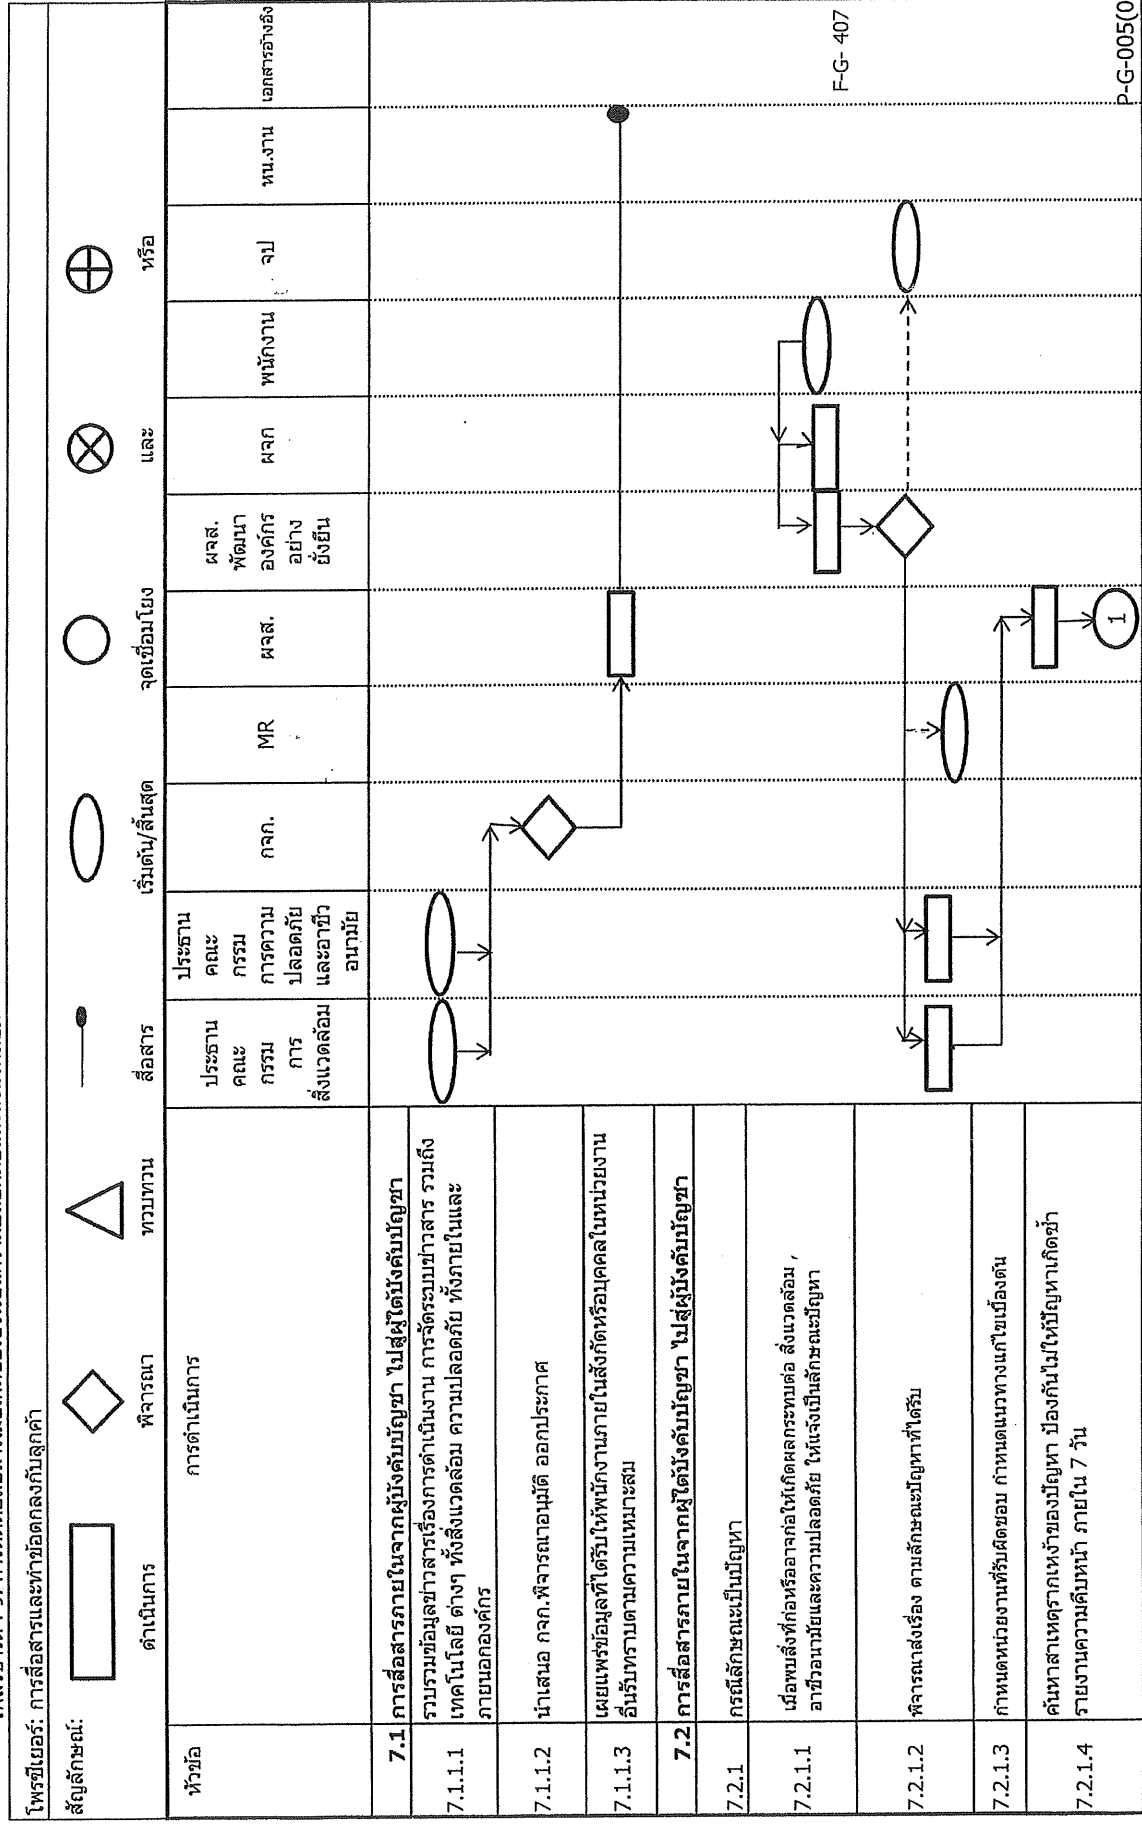 โพรซีเยอร์: การสื่อสารและทำข้อตกลงกับลูกค้า
สัญลักษณ์:
ดำเนินการ
พิจารณา
ทวบทวน
สื่อสาร
เริ่มต้น/สิ้นสุด
จุดเชื่อมโยง
และ
หรือ
หัวข้อ
การดำเนินการ
ประธาน
คณะ
กรรม
การ
สิ่งแวดล้อม
ประธาน
คณะ
กรรม
การความ
ปลอดภัย
และอาชีว
อนามัย
กจก.
MR
ผจส.
ผจส.
พัฒนา
องค์กร
อย่าง
ยั่งยืน
ผจก
พนักงาน
จป
หน.งาน
เอกสารอ้างอิง
7.1 การสื่อสารภายในจากผู้บังคับบัญชา ไปสู่ผู้ใต้บังคับบัญชา
7.1.1.1
รวบรวมข้อมูลข่าวสารเรื่องการดำเนินงาน การจัดระบบข่าวสาร รวมถึง
เทคโนโลยี ต่างๆ ทั้งสิ่งแวดล้อม ความปลอดภัย ทั้งภายในและ
ภายนอกองค์กร
7.1.1.2
นำเสนอ กจก.พิจารณาอนุมัติ ออกประกาศ
7.1.1.3
เผยแพร่ข้อมูลที่ได้รับให้พนักงานภายในสังกัดหรือบุคคลในหน่วยงาน
อื่นรับทราบตามความเหมาะสม
7.2 การสื่อสารภายในจากผู้ใต้บังคับบัญชา ไปสู่ผู้บังคับบัญชา
7.2.1
กรณีลักษณะเป็นปัญหา
7.2.1.1
เมื่อพบสิ่งที่ก่อหรืออาจก่อให้เกิดผลกระทบต่อ สิ่งแวดล้อม ,
อาชีวอนามัยและความปลอดภัย ให้แจ้งเป็นลักษณะปัญหา
F-G- 407
7.2.1.2
พิจารณาส่งเรื่อง ตามลักษณะปัญหาที่ได้รับ
7.2.1.3
กำหนดหน่วยงานที่รับผิดชอบ กำหนดแนวทางแก้ไขเบื้องต้น
7.2.1.4
ค้นหาสาเหตุรากเหง้าของปัญหา ป้องกันไม่ให้ปัญหาเกิดซ้ำ
รายงานความคืบหน้า ภายใน 7 วัน
1
P-G-005(0